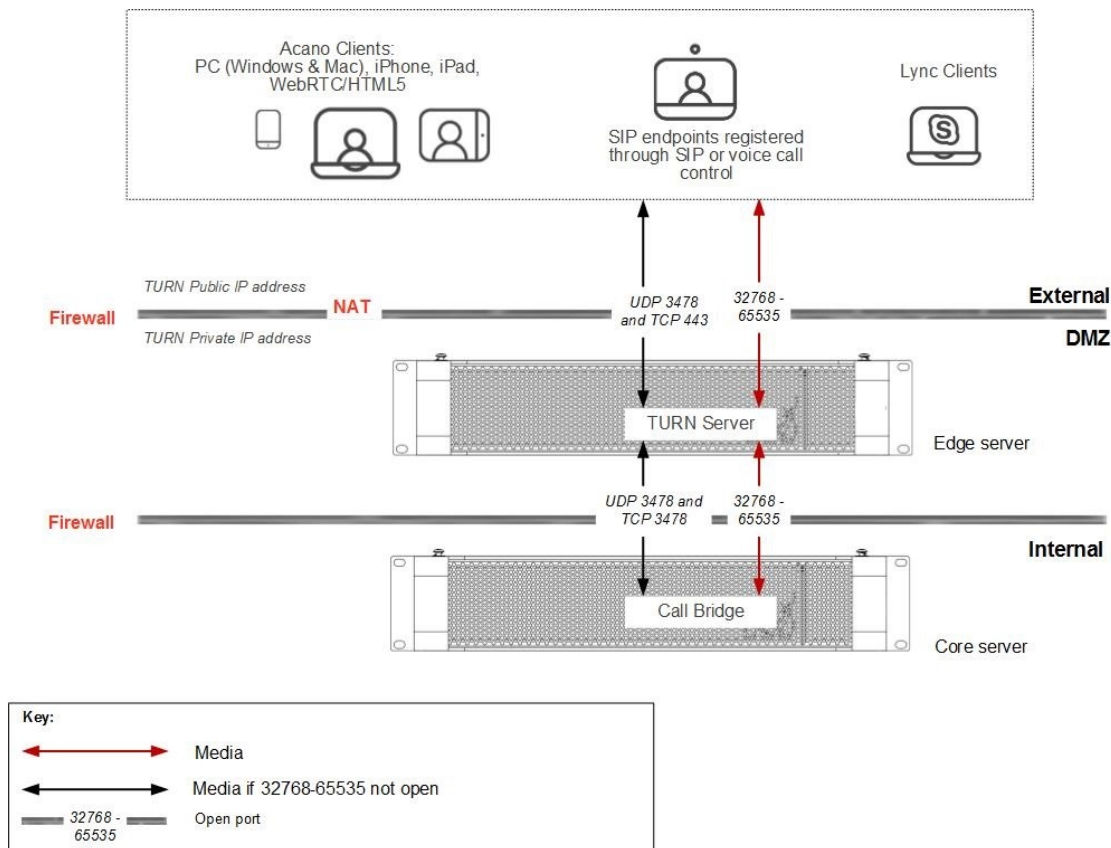 Acano Clients:
PC (Windows & Mac), iPhone, iPad,
WebRTC/HTML5
SIP endpoints registered
through SIP or voice call
control
Lync Clients
TURN Public IP address
Firewall
NAT
UDP 3478
and TCP 443
32768 -
65535
External
TURN Private IP address
DMZ
TURN Server
Edge server
Firewall
UDP 3478 and
TCP 3478
32768 -
65535
Internal
Call Bridge
Core server
Key:
Media
Media if 32768-65535 not open
32768 -
65535
Open port